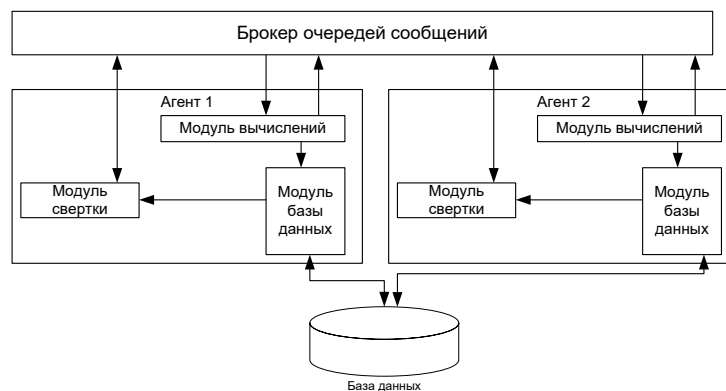 Брокер очередей сообщений
Агент 1
Модуль вычислений
Модуль
свертки
Модуль
базы
данных
Агент 2
Модуль вычислений
Модуль
свертки
Модуль
базы
данных
База данных